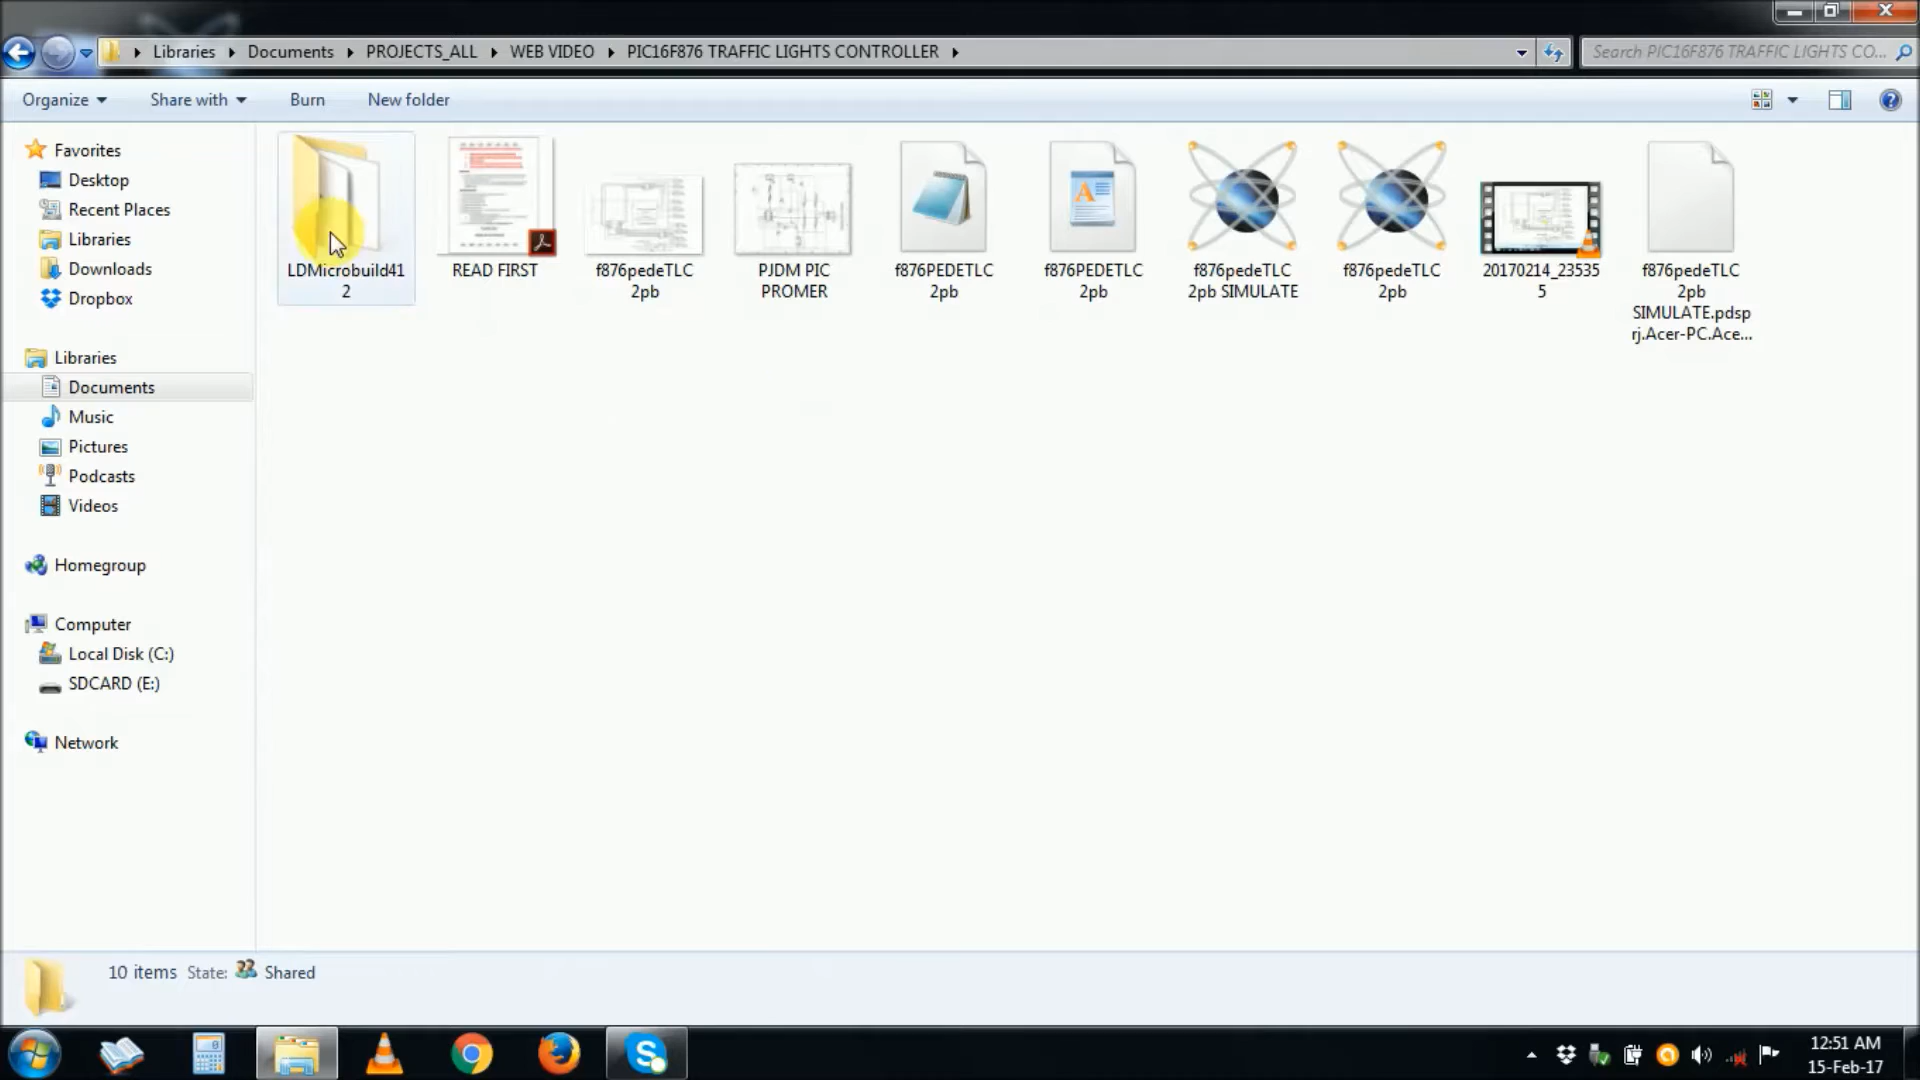 Libraries
Documents
PROJECTS_ALL
WEB VIDEO
PIC16F876 TRAFFIC LIGHTS CONTROLLER
Search PIC16F876 TRAFFIC LIGHTS CO...
Organize
Share with
Burn
New folder
Favorites
Desktop
Recent Places
Libraries
Downloads
Dropbox
Libraries
Documents
Music
Pictures
Podcasts
Videos
Homegroup
Computer
Local Disk (C:)
SDCARD (E:)
Network
LDMicrobuild41
2
READ FIRST
f876pedeTLC
2pb
PJDM PIC
PROMER
f876PEDETLC
2pb
f876PEDETLC
2pb
f876pedeTLC
2pb SIMULATE
f876pedeTLC
2pb
20170214_23535
5
f876pedeTLC
2pb
SIMULATE.pdsp
rj.Acer-PC.Ace...
10 items State: Shared
12:51 AM
15-Feb-17